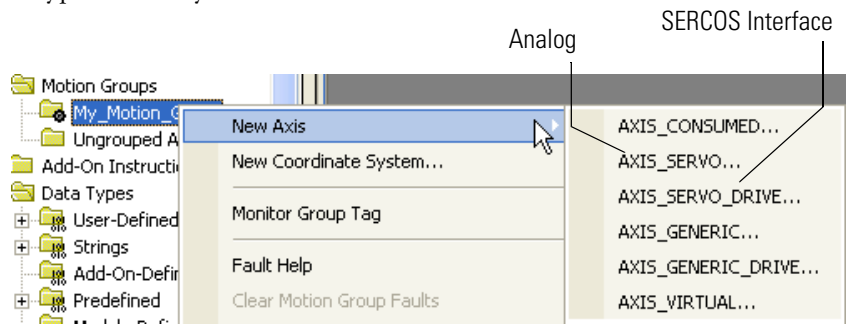 SERCOS Interface
Analog
Motion Groups
My_Motion_G
Ungrouped A
Add-On Instructi
Data Types
User-Defined
Strings
Add-On-Defir
Predefined
New Axis
New Coordinate System...
Monitor Group Tag
Fault Help
Clear Motion Group Faults
AXIS_CONSUMED...
AXIS_SERVO...
AXIS_SERVO_DRIVE...
AXIS_GENERIC...
AXIS_GENERIC_DRIVE...
AXIS_VIRTUAL...